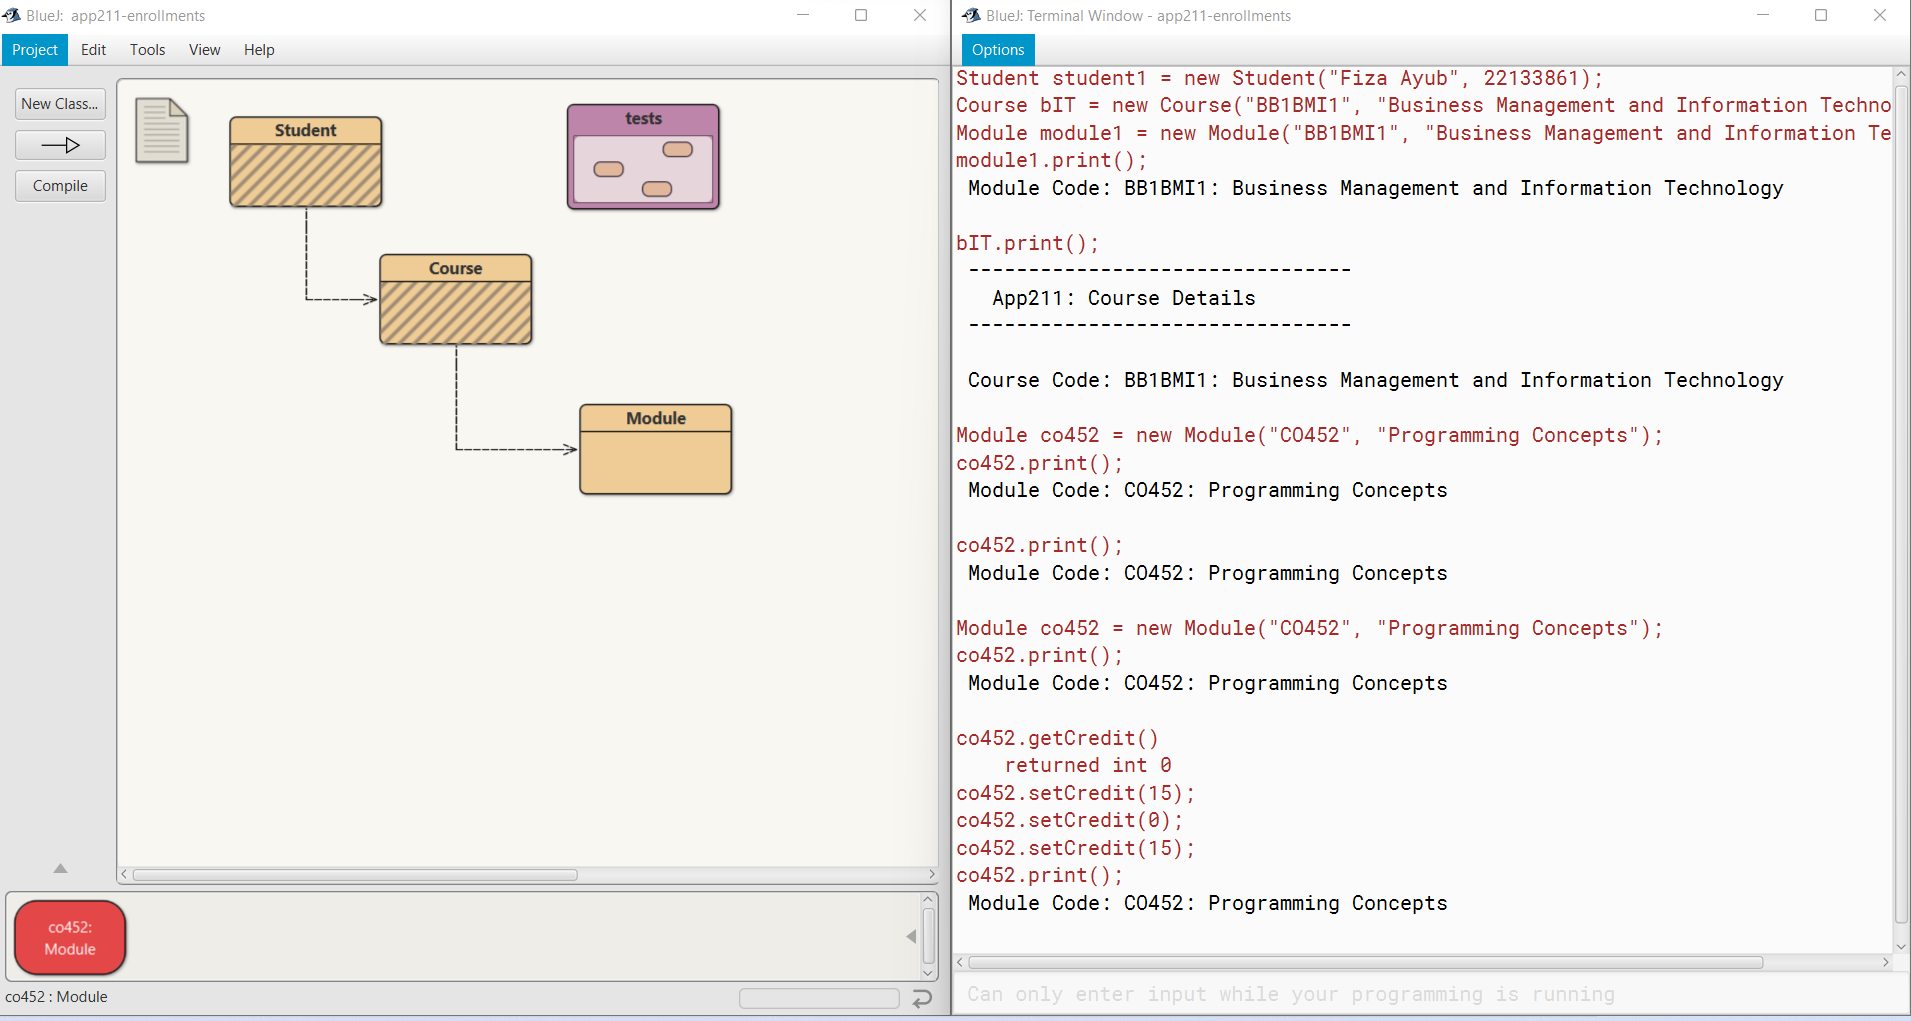 BlueJ: app211-enrollments
Project Edit Tools View Help
New Class...
Compile
Student
tests
Course
Module
co452:
Module
co452 : Module
BlueJ: Terminal Window - app211-enrollments
Options
Student student1 = new Student("Fiza Ayub", 22133861);
Course bIT = new Course("BB1BMI1", "Business Management and Information Techno
Module module1 = new Module("BB1BMI1", "Business Management and Information Te
module1.print();
Module Code: BB1BMI1: Business Management and Information Technology
bIT.print();
--------------------------------
App211: Course Details
--------------------------------
Course Code: BB1BMI1: Business Management and Information Technology
Module co452 = new Module("CO452", "Programming Concepts");
co452.print();
Module Code: CO452: Programming Concepts
co452.print();
Module Code: CO452: Programming Concepts
Module co452 = new Module("CO452", "Programming Concepts");
co452.print();
Module Code: CO452: Programming Concepts
co452.getCredit()
returned int 0
co452.setCredit(15);
co452.setCredit(0);
co452.setCredit(15);
co452.print();
Module Code: CO452: Programming Concepts
Can only enter input while your programming is running